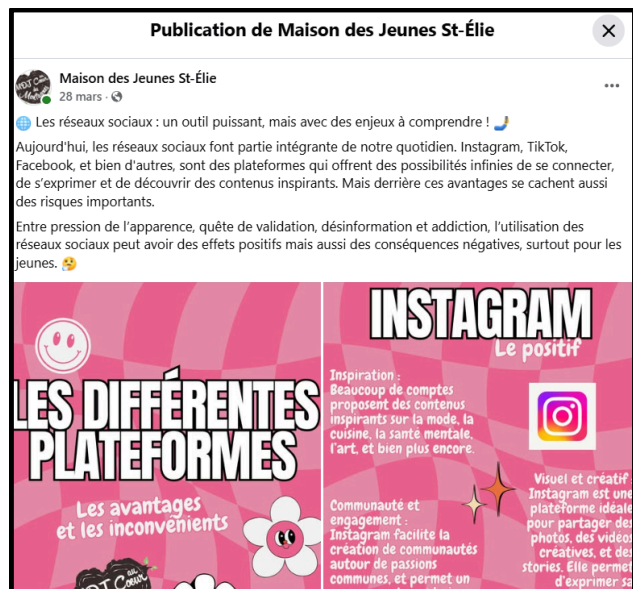 Publication de Maison des Jeunes St-Élie
Maison des Jeunes St-Élie
28 mars ·
Les réseaux sociaux : un outil puissant, mais avec des enjeux à comprendre !
Aujourd'hui, les réseaux sociaux font partie intégrante de notre quotidien. Instagram, TikTok,
Facebook, et bien d'autres, sont des plateformes qui offrent des possibilités infinies de se connecter,
de s'exprimer et de découvrir des contenus inspirants. Mais derrière ces avantages se cachent aussi
des risques importants.
Entre pression de l'apparence, quête de validation, désinformation et addiction, l'utilisation des
réseaux sociaux peut avoir des effets positifs mais aussi des conséquences négatives, surtout pour les
jeunes.
LES DIFFÉRENTES
PLATEFORMES
Les avantages
et les inconvénients
MDJ Coeur
INSTAGRAM
Le positif
Inspiration :
Beaucoup de comptes
proposent des contenus
inspirants sur la mode, la
cuisine, la santé mentale,
l'art, et bien plus encore.
Communauté et
engagement :
Instagram facilite la
création de communautés
autour de passions
communes, et permet un
Visuel et créatif :
Instagram est une
plateforme idéale
pour partager des
photos, des vidéos
créatives, et des
stories. Elle permet
d'exprimer sa